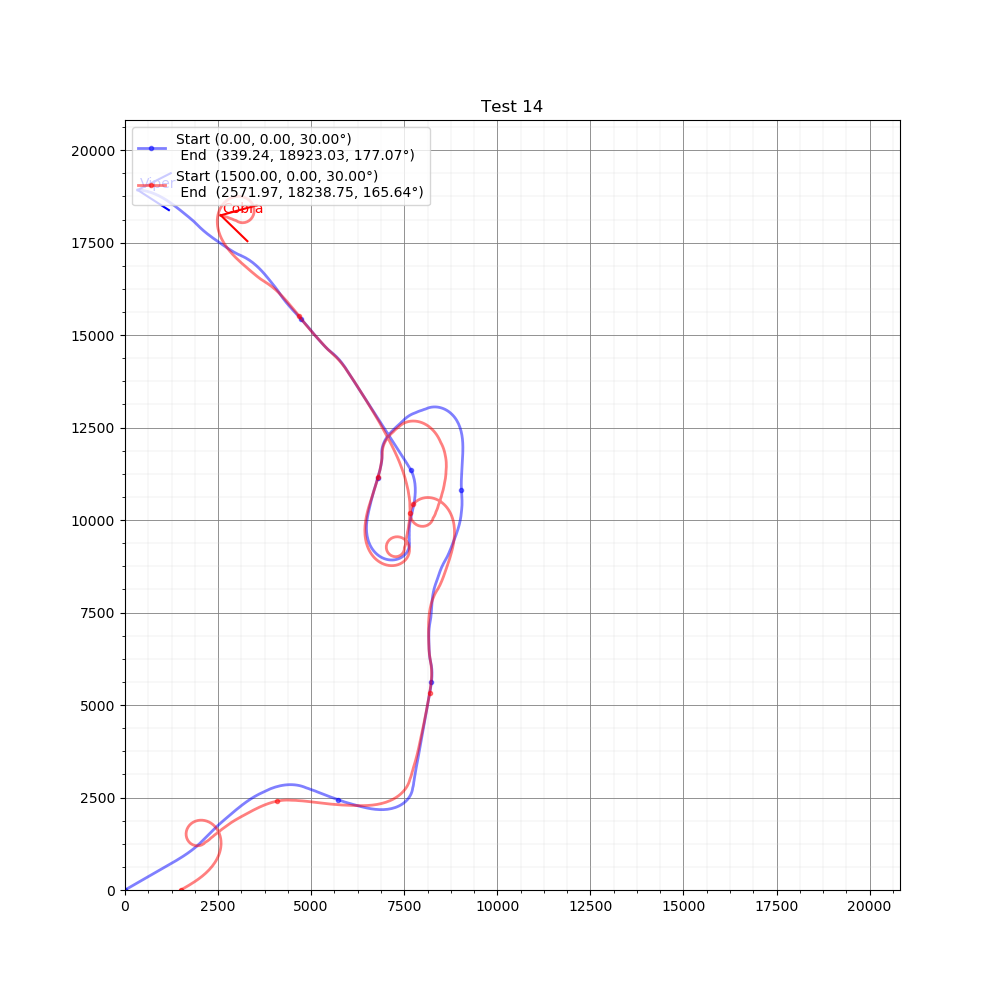 Test 14
Start (0.00, 0.00, 30.00°)
End (339.24, 18923.03, 177.07°)
Start (1500.00, 0.00, 30.00°)
End (2571.97, 18238.75, 165.64°)
Viper
Cobra
20000
17500
15000
12500
10000
7500
5000
2500
0
0 2500 5000 7500 10000 12500 15000 17500 20000